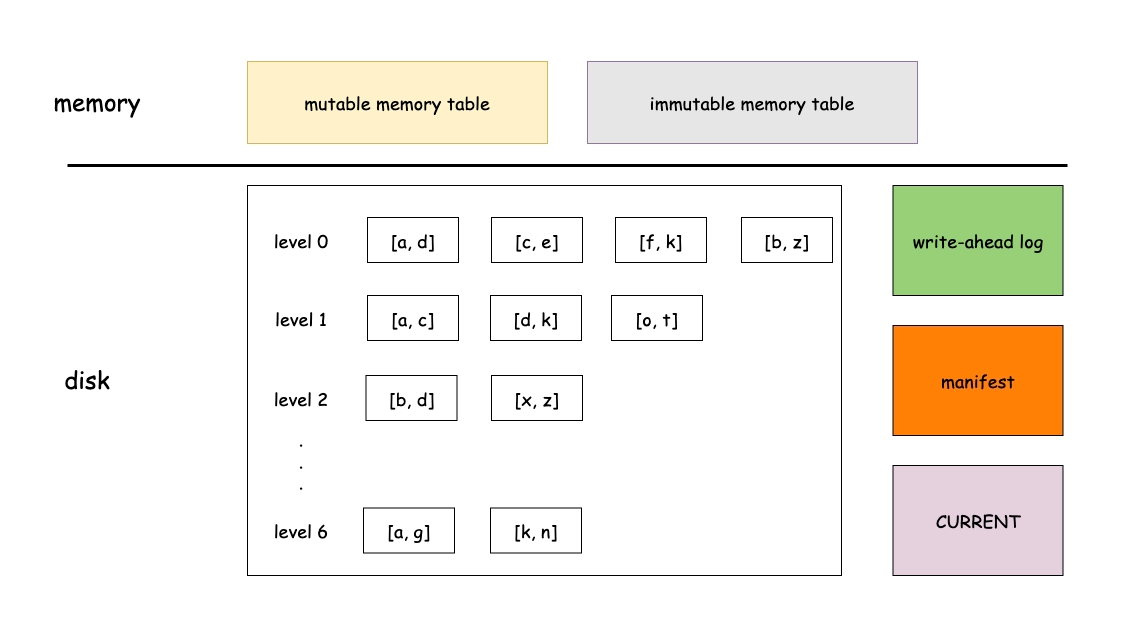 memory
mutable memory table
immutable memory table
level 0
[a, d]
[c, e]
[f, k]
[b, z]
level 1
[a, c]
[d, k]
[o, t]
disk
level 2
[b, d]
[x, z]
.
.
.
level 6
[a, g]
[k, n]
write-ahead log
manifest
CURRENT